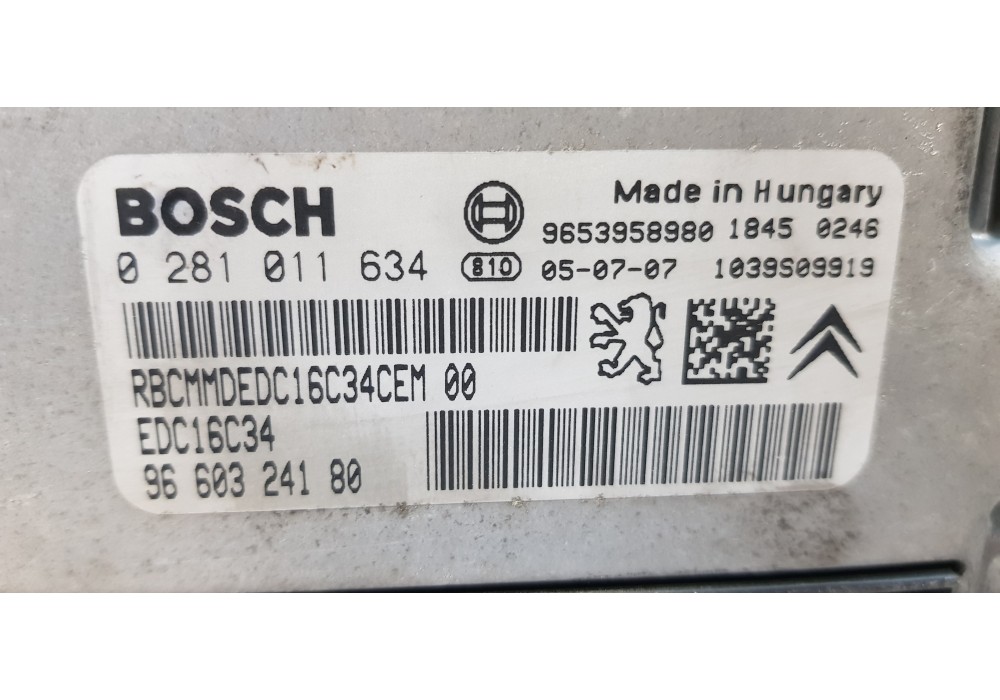 BOSCH
Made in Hungary
9653958980 1845 0246
0 281 011 634 810 05-07-07 1039S09919
RBCMMDEDC16C34CEM 00
EDC16C34
96 603 241 80